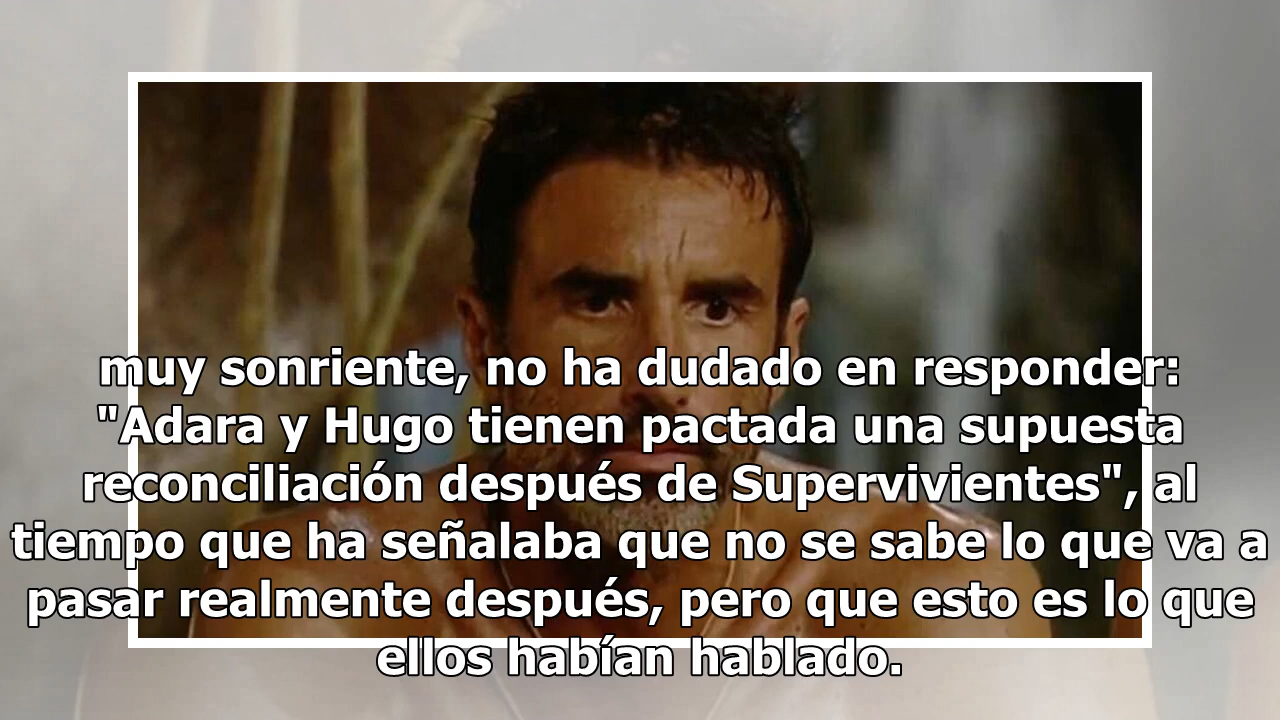 muy sonriente, no ha dudado en responder:
"Adara y Hugo tienen pactada una supuesta
reconciliación después de Supervivientes", al
tiempo que ha señalaba que no se sabe lo que va a
pasar realmente después, pero que esto es lo que
ellos habían hablado.